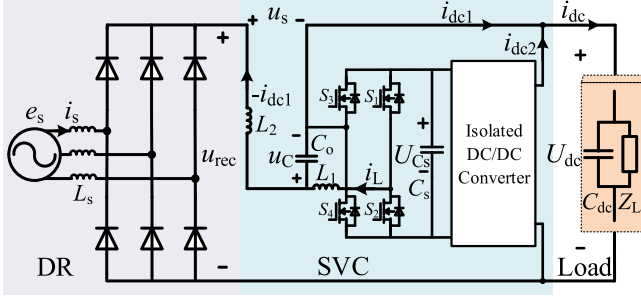 + u_s − i_dc1 i_dc
i_dc2
+
-i_dc1
S_3 S_1
e_s i_s
L_2
− C_o
+
Isolated
DC/DC
Converter
u_rec
u_C
U_Cs
U_dc
L_1 i_L
− C_s
+
L_s
S_4 S_2
C_dc Z_L
−
−
DR SVC Load